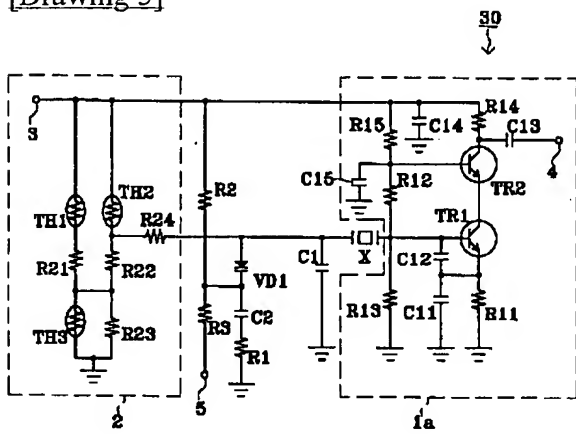 [Drawing 3]
30
3
R15
C14
R14
C13
4
C15
R12
TR2
TH1
TH2
R24
R2
TR1
R21
R22
VD1
C1
X
C12
TH3
R23
R3
C2
R13
C11
R11
R1
2
5
1a